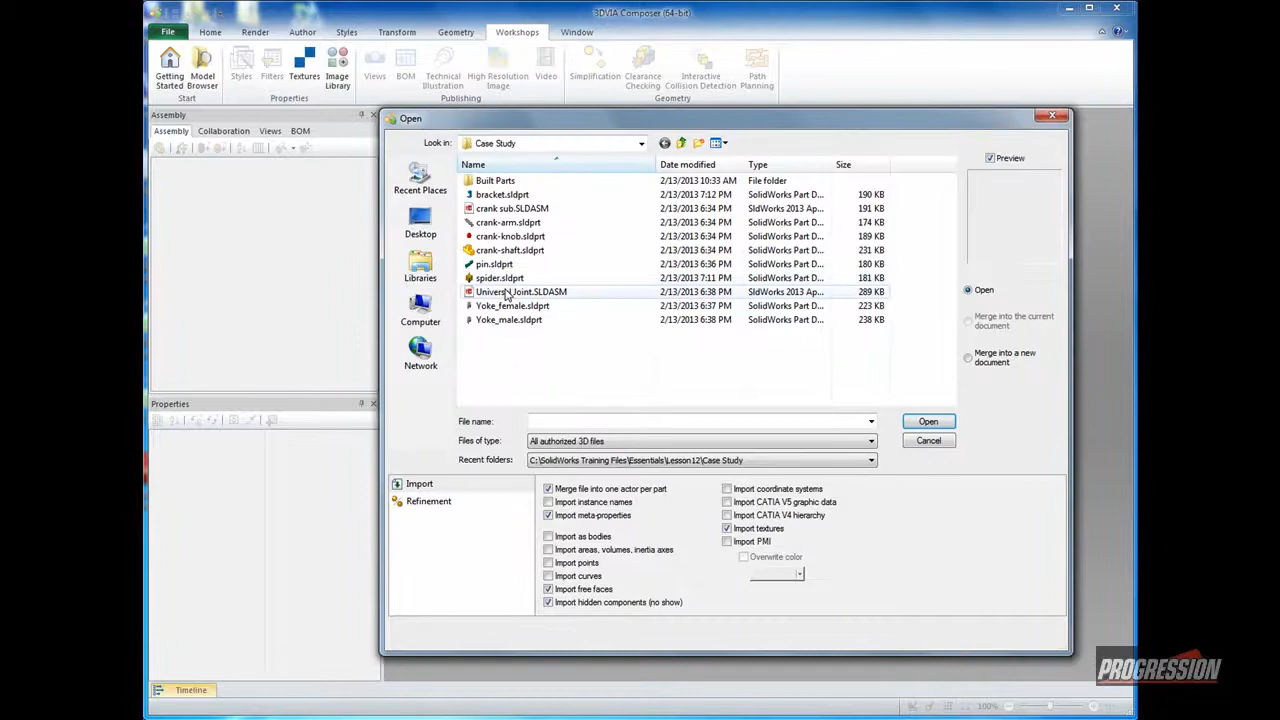 3DVIA Composer (64-bit)
File Home Render Author Styles Transform Geometry Workshops Window
Getting Started Model Browser Styles Filters Textures Image Library Views BOM Technical Illustration High Resolution Image Video Simplification Clearance Checking Interactive Collision Detection Path Planning
Start Properties Publishing Geometry
Assembly
Assembly Collaboration Views BOM
Properties
Timeline
Open
Look in: Case Study
Name Date modified Type Size
Built Parts 2/13/2013 10:33 AM File folder
bracket.sldprt 2/13/2013 7:12 PM SolidWorks Part D... 190 KB
crank sub.SLDASM 2/13/2013 6:34 PM SldWorks 2013 Ap... 191 KB
crank-arm.sldprt 2/13/2013 6:34 PM SolidWorks Part D... 174 KB
crank-knob.sldprt 2/13/2013 6:34 PM SolidWorks Part D... 189 KB
crank-shaft.sldprt 2/13/2013 6:34 PM SolidWorks Part D... 231 KB
pin.sldprt 2/13/2013 6:36 PM SolidWorks Part D... 180 KB
spider.sldprt 2/13/2013 7:11 PM SolidWorks Part D... 181 KB
Joint.SLDASM 2/13/2013 6:38 PM SldWorks 2013 Ap... 289 KB
Yoke_female.sldprt 2/13/2013 6:37 PM SolidWorks Part D... 223 KB
Yoke_male.sldprt 2/13/2013 6:38 PM SolidWorks Part D... 238 KB
Recent Places
Desktop
Libraries
Computer
Network
Preview
Open
Merge into the current document
Merge into a new document
File name: Open
Files of type: All authorized 3D files Cancel
Recent folders: C:\SolidWorks Training Files\Essentials\Lesson12\Case Study
Import
Refinement
Merge file into one actor per part
Import instance names
Import meta-properties
Import as bodies
Import areas, volumes, inertia axes
Import points
Import curves
Import free faces
Import hidden components (no show)
Import coordinate systems
Import CATIA V5 graphic data
Import CATIA V4 hierarchy
Import textures
Import PMI
Overwrite color
PROGRESSION
100%